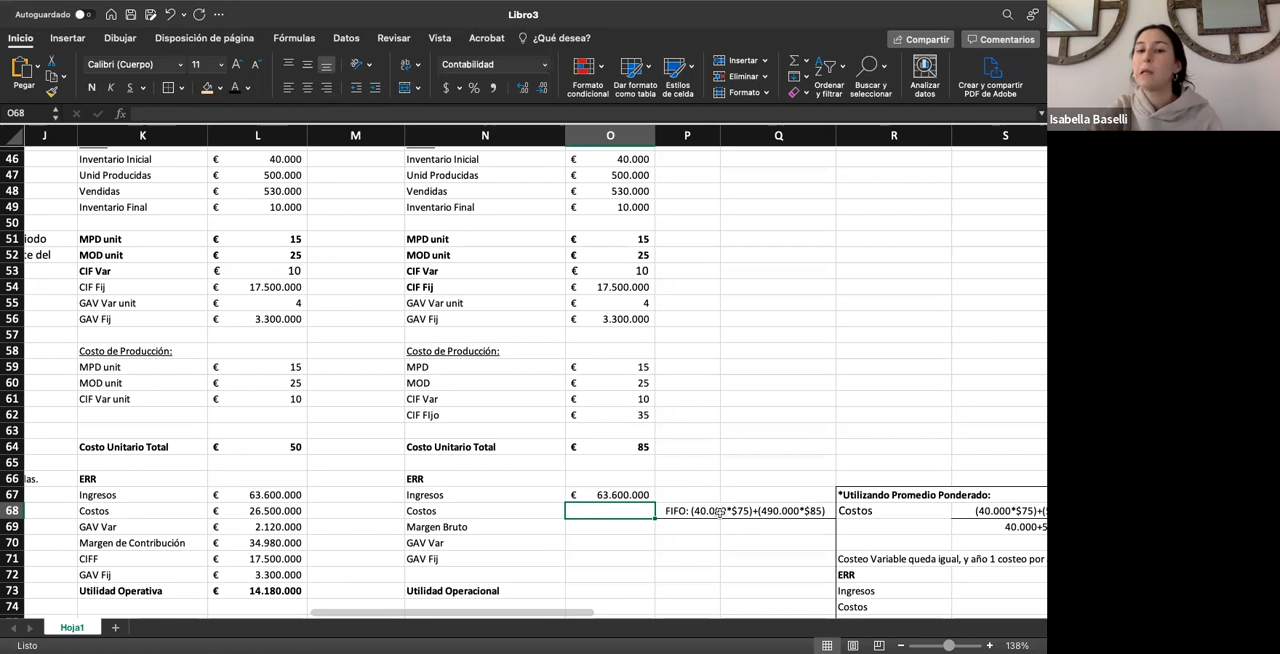 Autoguardado
Libro3
Inicio Insertar Dibujar Disposición de página Fórmulas Datos Revisar Vista Acrobat ¿Qué desea? Compartir Comentarios
Calibri (Cuerpo) 11 Contabilidad Insertar
Eliminar
Pegar N K S Formato condicional Dar formato como tabla Estilos de celda Formato Ordenar y filtrar Buscar y seleccionar Analizar datos Crear y compartir PDF de Adobe
O68 fx
Isabella Baselli
J K L M N O P Q R S
46 Inventario Inicial € 40.000 Inventario Inicial € 40.000
47 Unid Producidas € 500.000 Unid Producidas € 500.000
48 Vendidas € 530.000 Vendidas € 530.000
49 Inventario Final € 10.000 Inventario Final € 10.000
50
51 iodo MPD unit € 15 MPD unit € 15
52 :e del MOD unit € 25 MOD unit € 25
53 CIF Var € 10 CIF Var € 10
54 CIF Fij € 17.500.000 CIF Fij € 17.500.000
55 GAV Var unit € 4 GAV Var unit € 4
56 GAV Fij € 3.300.000 GAV Fij € 3.300.000
57
58 Costo de Producción: Costo de Producción:
59 MPD unit € 15 MPD € 15
60 MOD unit € 25 MOD € 25
61 CIF Var unit € 10 CIF Var € 10
62 CIF FIjo € 35
63
64 Costo Unitario Total € 50 Costo Unitario Total € 85
65
66 las. ERR ERR
67 Ingresos € 63.600.000 Ingresos € 63.600.000 *Utilizando Promedio Ponderado:
68 Costos € 26.500.000 Costos FIFO: (40.000*$75)+(490.000*$85) Costos (40.000*$75)+(5
69 GAV Var € 2.120.000 Margen Bruto 40.000+5
70 Margen de Contribución € 34.980.000 GAV Var
71 CIFF € 17.500.000 GAV Fij Costeo Variable queda igual, y año 1 costeo por
72 GAV Fij € 3.300.000 ERR
73 Utilidad Operativa € 14.180.000 Utilidad Operacional Ingresos
74 Costos
Hoja1 +
Listo 138%